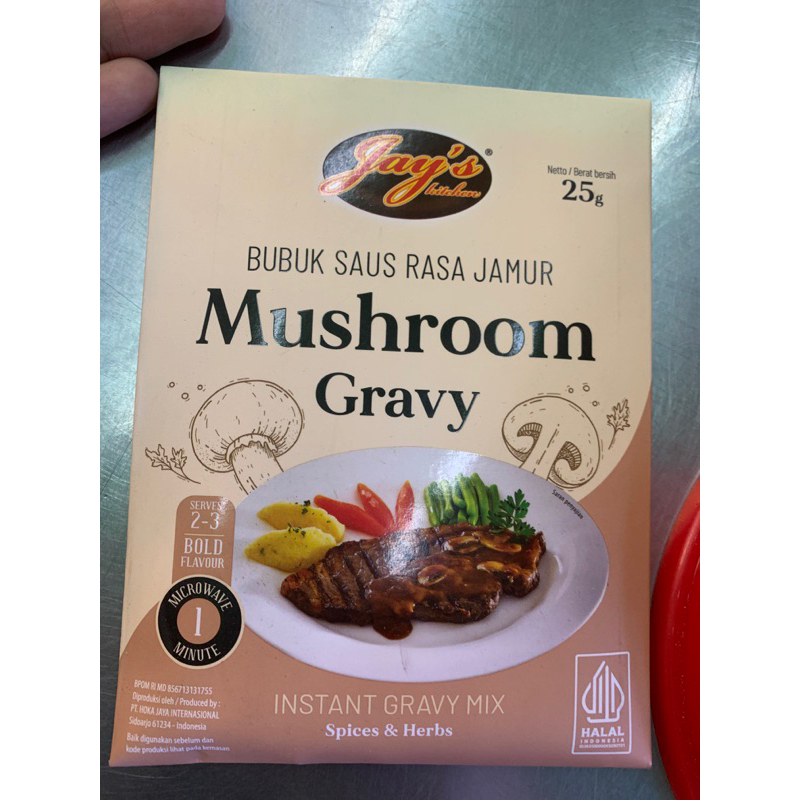 Jay's
kitchen
®
Netto / Berat bersih
25g
BUBUK SAUS RASA JAMUR
Mushroom
Gravy
SERVES
2-3
BOLD
FLAVOUR
MICROWAVE
1
MINUTE
Saran penyajian
BPOM RI MD 856713131755
Diproduksi oleh / Produced by :
PT. HOKA JAYA INTERNASIONAL
Sidoarjo 61234 - Indonesia
Baik digunakan sebelum dan
kode produksi lihat pada kemasan
INSTANT GRAVY MIX
Spices & Herbs
HALAL
INDONESIA